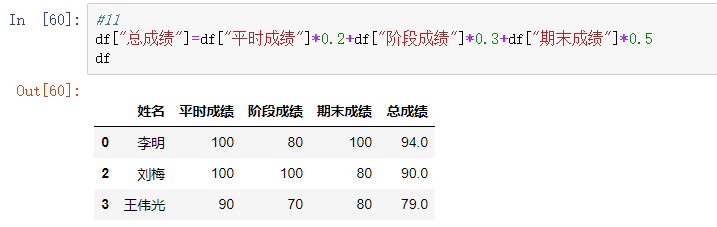 In [60]: #11
df["总成绩"]=df["平时成绩"]*0.2+df["阶段成绩"]*0.3+df["期末成绩"]*0.5
df
Out[60]:
姓名 平时成绩 阶段成绩 期末成绩 总成绩
0 李明 100 80 100 94.0
2 刘梅 100 100 80 90.0
3 王伟光 90 70 80 79.0